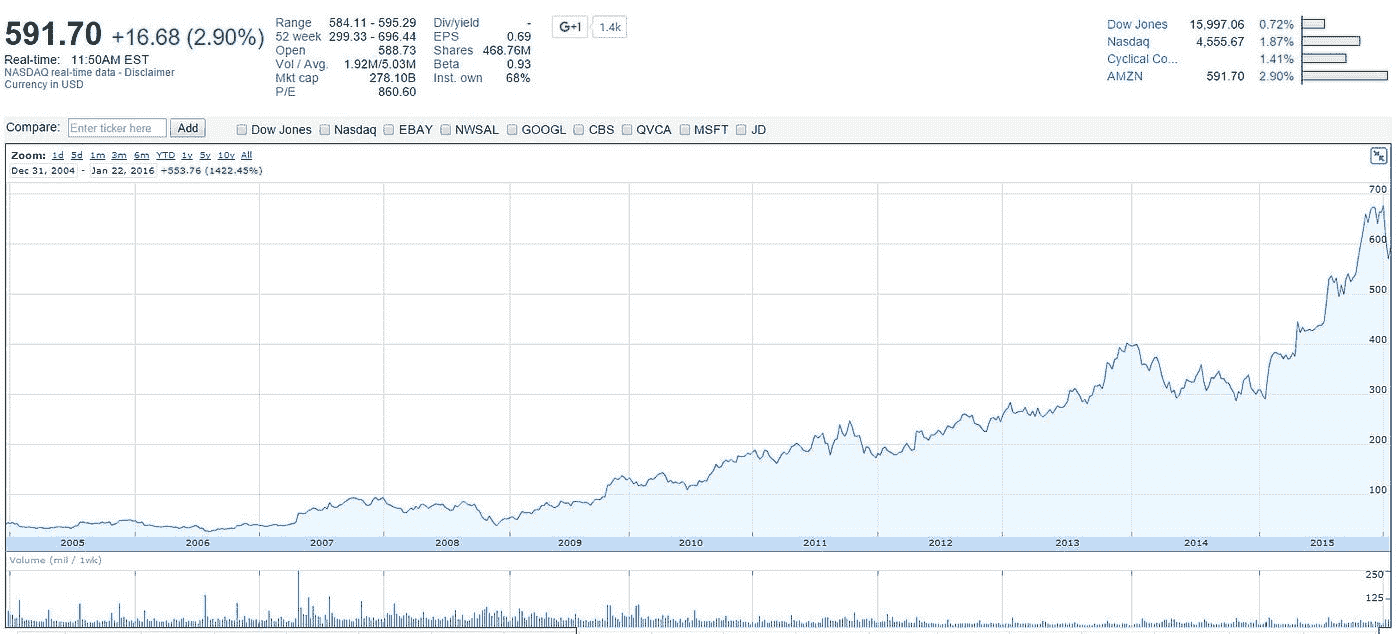 591.70 +16.68 (2.90%)
Real-time: 11:50AM EST
NASDAQ real-time data - Disclaimer
Currency in USD
Range 584.11 - 595.29
52 week 299.33 - 696.44
Open 588.73
Vol / Avg. 1.92M/5.03M
Mkt cap 278.10B
P/E 860.60
Div/yield -
EPS 0.69
Shares 468.76M
Beta 0.93
Inst. own 68%
G+1 1.4k
Dow Jones 15,997.06 0.72%
Nasdaq 4,555.67 1.87%
Cyclical Co... 1.41%
AMZN 591.70 2.90%
Compare: Enter ticker here Add Dow Jones Nasdaq EBAY NWSAL GOOGL CBS QVCA MSFT JD
Zoom: 1d 5d 1m 3m 6m YTD 1y 5y 10y All
Dec 31, 2004 - Jan 22, 2016 +553.76 (1422.45%)
700
600
500
400
300
200
100
2005 2006 2007 2008 2009 2010 2011 2012 2013 2014 2015
Volume (mil / 1wk)
250
125